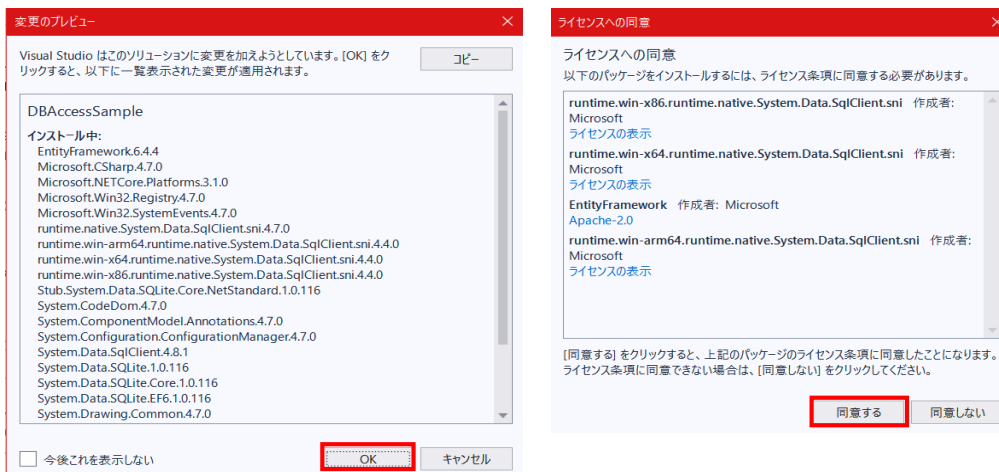 変更のプレビュー
Visual Studio はこのソリューションに変更を加えようとしています。[OK] をク
リックすると、以下に一覧表示された変更が適用されます。
コピー
DBAccessSample
インストール中:
EntityFramework.6.4.4
Microsoft.CSharp.4.7.0
Microsoft.NETCore.Platforms.3.1.0
Microsoft.Win32.Registry.4.7.0
Microsoft.Win32.SystemEvents.4.7.0
runtime.native.System.Data.SqlClient.sni.4.7.0
runtime.win-arm64.runtime.native.System.Data.SqlClient.sni.4.4.0
runtime.win-x64.runtime.native.System.Data.SqlClient.sni.4.4.0
runtime.win-x86.runtime.native.System.Data.SqlClient.sni.4.4.0
Stub.System.Data.SQLite.Core.NetStandard.1.0.116
System.CodeDom.4.7.0
System.ComponentModel.Annotations.4.7.0
System.Configuration.ConfigurationManager.4.7.0
System.Data.SqlClient.4.8.1
System.Data.SQLite.1.0.116
System.Data.SQLite.Core.1.0.116
System.Data.SQLite.EF6.1.0.116
System.Drawing.Common.4.7.0
今後これを表示しない
OK
キャンセル
ライセンスへの同意
ライセンスへの同意
以下のパッケージをインストールするには、ライセンス条項に同意する必要があります。
runtime.win-x86.runtime.native.System.Data.SqlClient.sni 作成者:
Microsoft
ライセンスの表示
runtime.win-x64.runtime.native.System.Data.SqlClient.sni 作成者:
Microsoft
ライセンスの表示
EntityFramework 作成者: Microsoft
Apache-2.0
runtime.win-arm64.runtime.native.System.Data.SqlClient.sni 作成者:
Microsoft
ライセンスの表示
[同意する] をクリックすると、上記のパッケージのライセンス条項に同意したことになります。
ライセンス条項に同意できない場合は、[同意しない] をクリックしてください。
同意する
同意しない